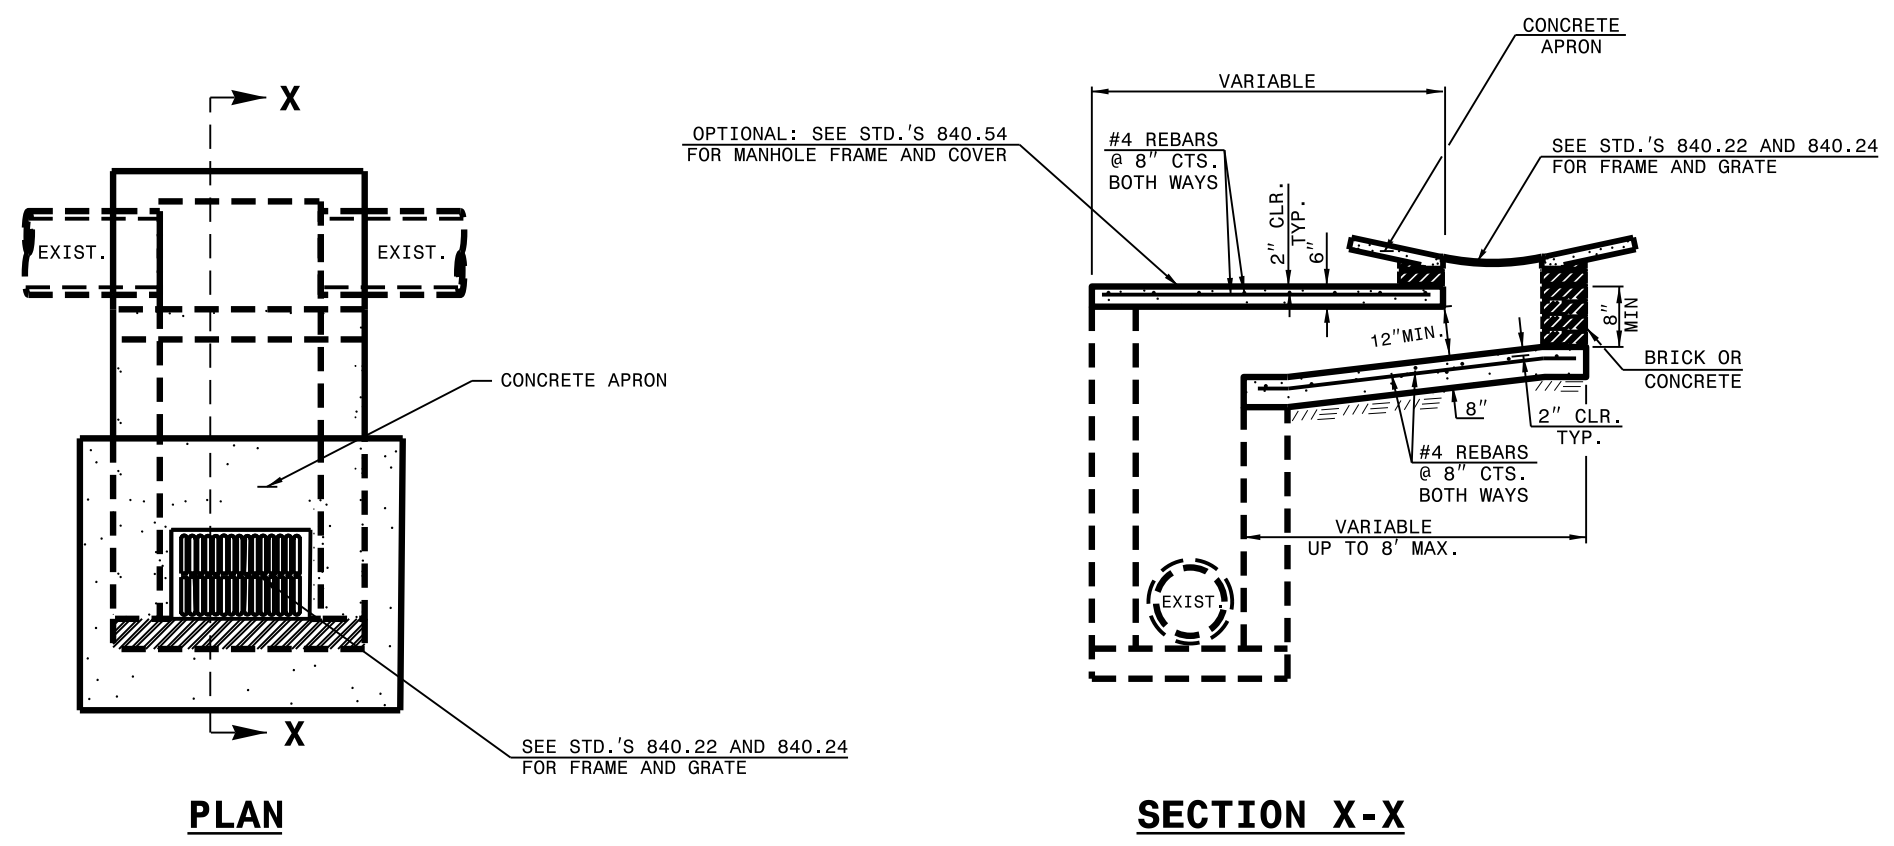 X
EXIST.
EXIST.
CONCRETE APRON
X
SEE STD.'S 840.22 AND 840.24
FOR FRAME AND GRATE
PLAN
CONCRETE
APRON
VARIABLE
OPTIONAL: SEE STD.'S 840.54
FOR MANHOLE FRAME AND COVER
#4 REBARS
@ 8" CTS.
BOTH WAYS
SEE STD.'S 840.22 AND 840.24
FOR FRAME AND GRATE
2" CLR.
TYP.
6"
12"MIN.
8"
MIN
BRICK OR
CONCRETE
8"
2" CLR.
TYP.
#4 REBARS
@ 8" CTS.
BOTH WAYS
VARIABLE
UP TO 8' MAX.
EXIST.
SECTION X-X